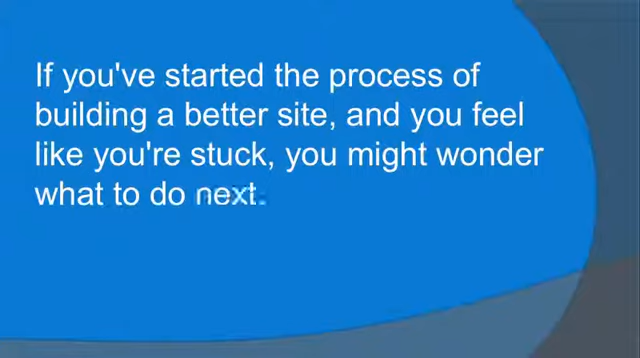 If you've started the process of
building a better site, and you feel
like you're stuck, you might wonder
what to do next.